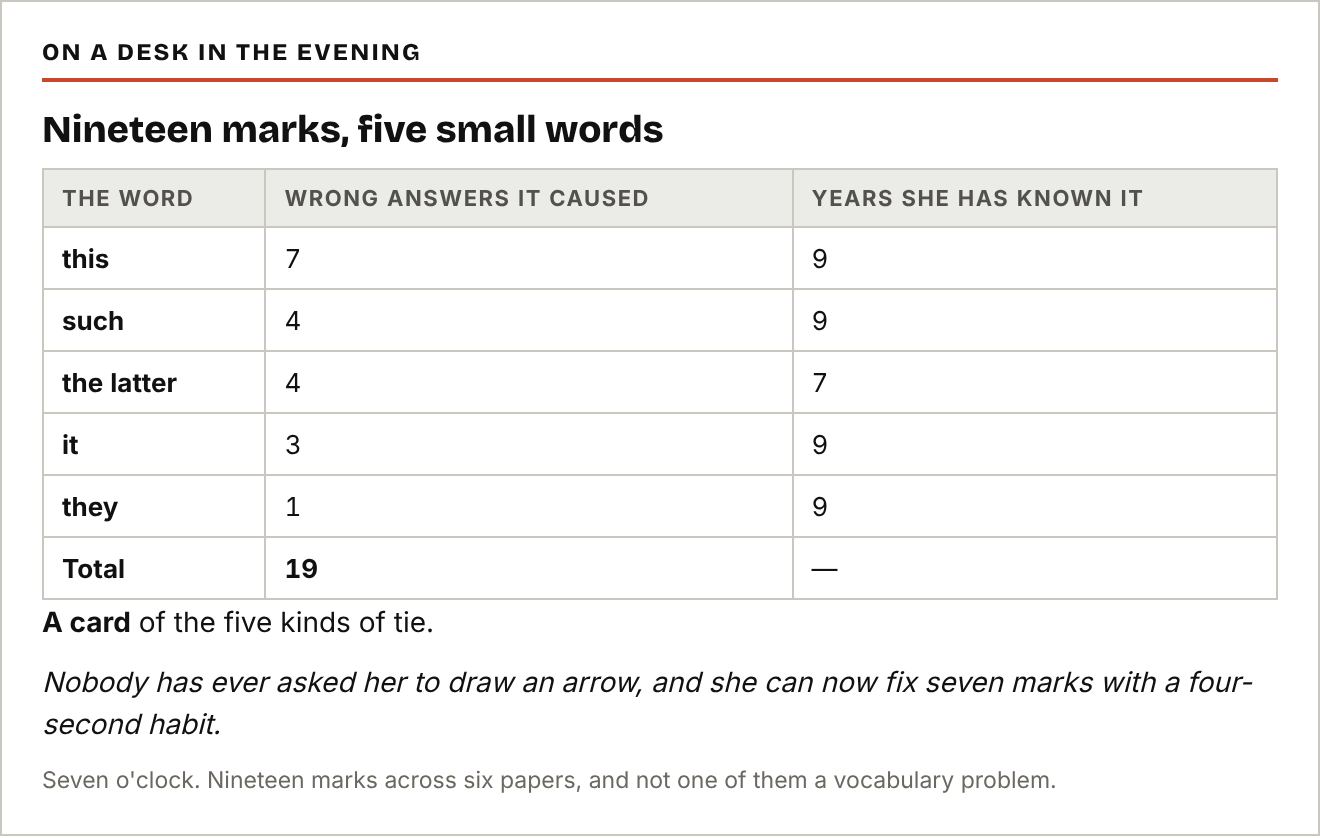 ON A DESK IN THE EVENING
Nineteen marks, five small words
THE WORD WRONG ANSWERS IT CAUSED YEARS SHE HAS KNOWN IT
this 7 9
such 4 9
the latter 4 7
it 3 9
they 1 9
Total 19 —
A card of the five kinds of tie.
Nobody has ever asked her to draw an arrow, and she can now fix seven marks with a four-
second habit.
Seven o'clock. Nineteen marks across six papers, and not one of them a vocabulary problem.